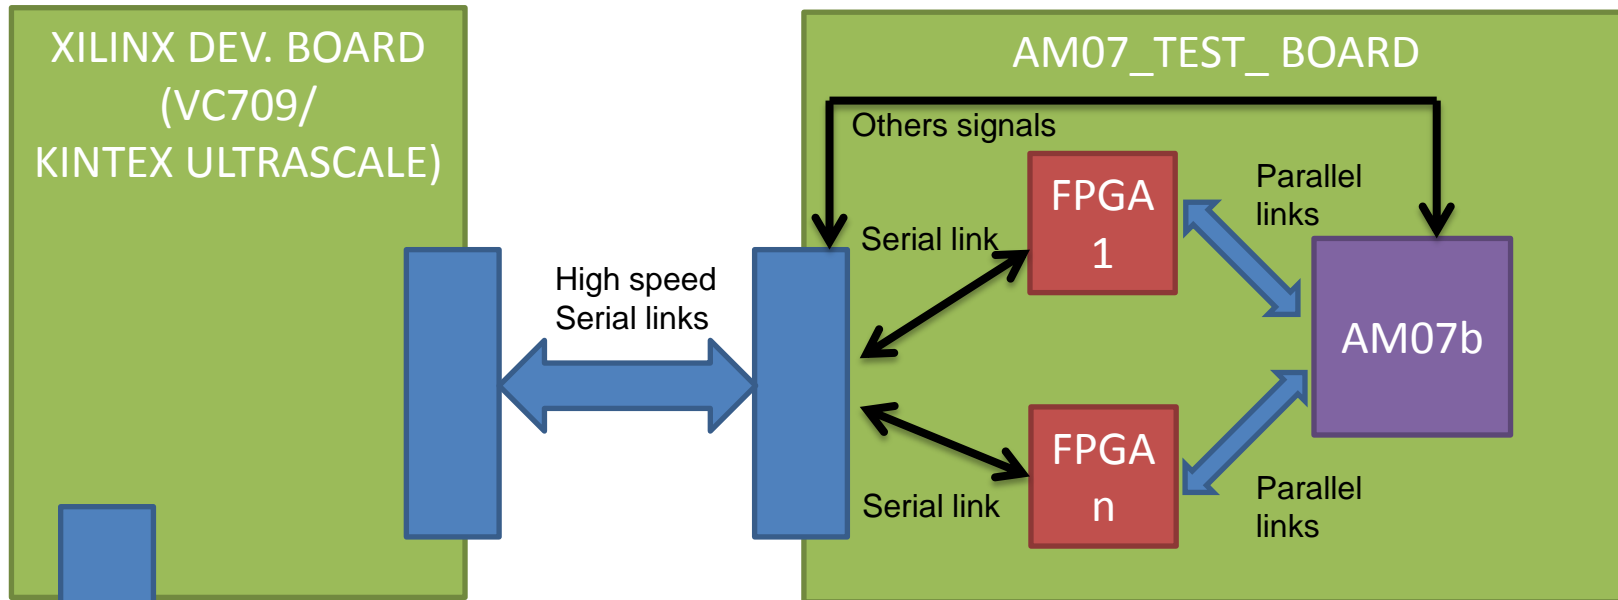 XILINX DEV. BOARD
(VC709/
KINTEX ULTRASCALE)
High speed
Serial links
AM07_TEST_ BOARD
Others signals
Serial link
FPGA
1
Parallel
links
AM07b
Serial link
FPGA
n
Parallel
links